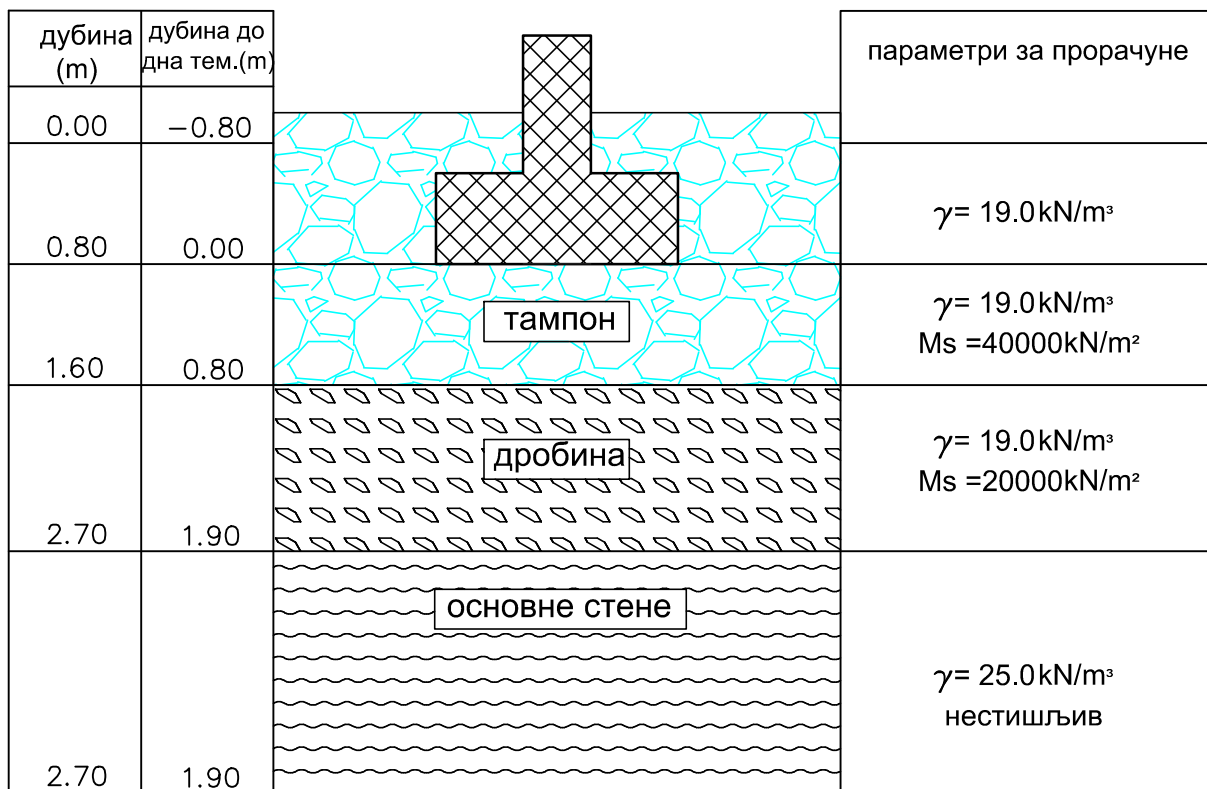 дубина (m)
дубина до дна тем.(m)
параметри за прорачуне
0.00
−0.80
0.80
0.00
γ= 19.0kN/m³
1.60
0.80
тампон
γ= 19.0kN/m³
Ms =40000kN/m²
2.70
1.90
дробина
γ= 19.0kN/m³
Ms =20000kN/m²
основне стене
2.70
1.90
γ= 25.0kN/m³
нестишљив